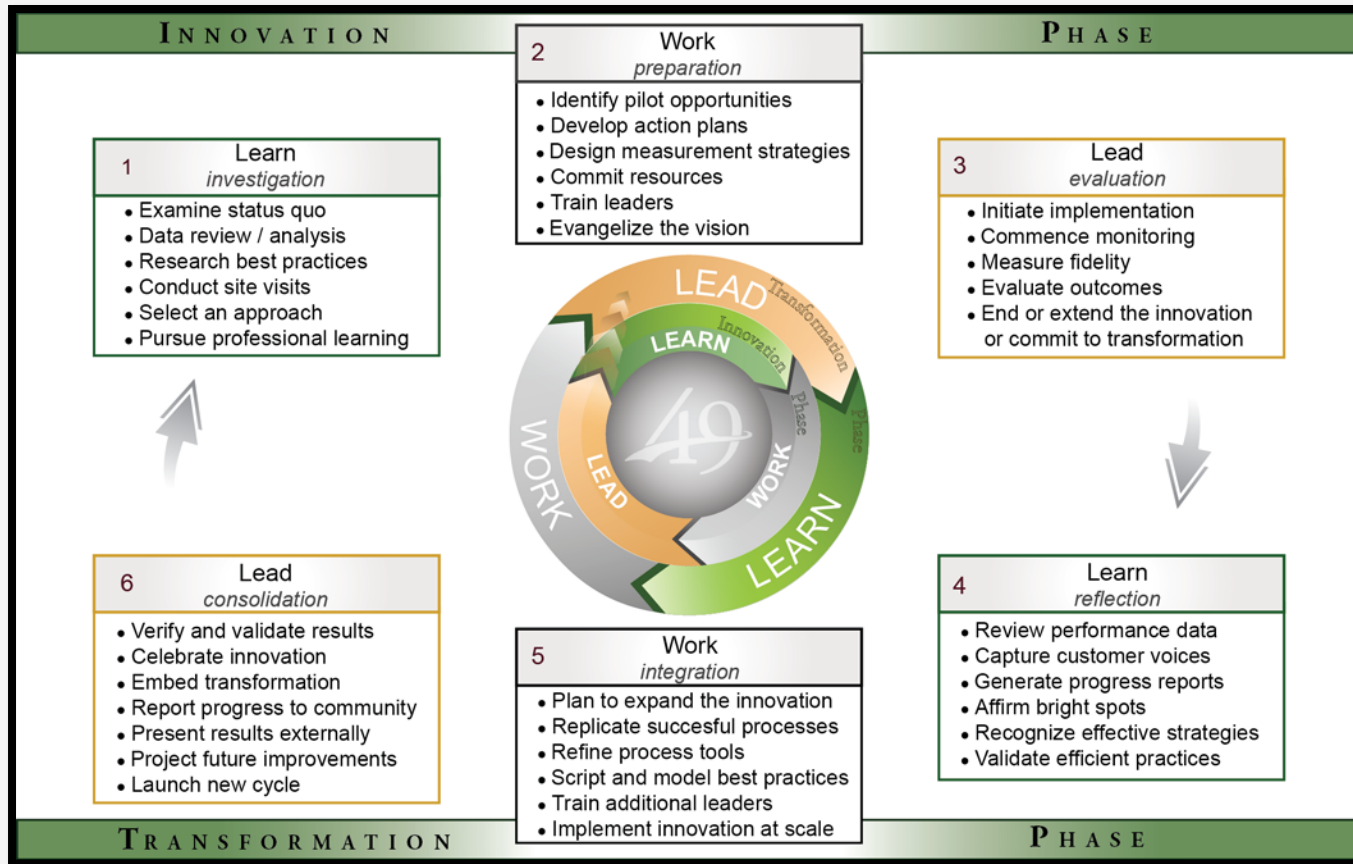 INNOVATION PHASE
1
Learn
investigation
• Examine status quo
• Data review / analysis
• Research best practices
• Conduct site visits
• Select an approach
• Pursue professional learning
2
Work
preparation
• Identify pilot opportunities
• Develop action plans
• Design measurement strategies
• Commit resources
• Train leaders
• Evangelize the vision
3
Lead
evaluation
• Initiate implementation
• Commence monitoring
• Measure fidelity
• Evaluate outcomes
• End or extend the innovation
or commit to transformation
LEAD
Transformation Phase
LEARN
WORK
LEARN
Innovation Phase
WORK
LEAD
49
4
Learn
reflection
• Review performance data
• Capture customer voices
• Generate progress reports
• Affirm bright spots
• Recognize effective strategies
• Validate efficient practices
5
Work
integration
• Plan to expand the innovation
• Replicate succesful processes
• Refine process tools
• Script and model best practices
• Train additional leaders
• Implement innovation at scale
6
Lead
consolidation
• Verify and validate results
• Celebrate innovation
• Embed transformation
• Report progress to community
• Present results externally
• Project future improvements
• Launch new cycle
TRANSFORMATION PHASE